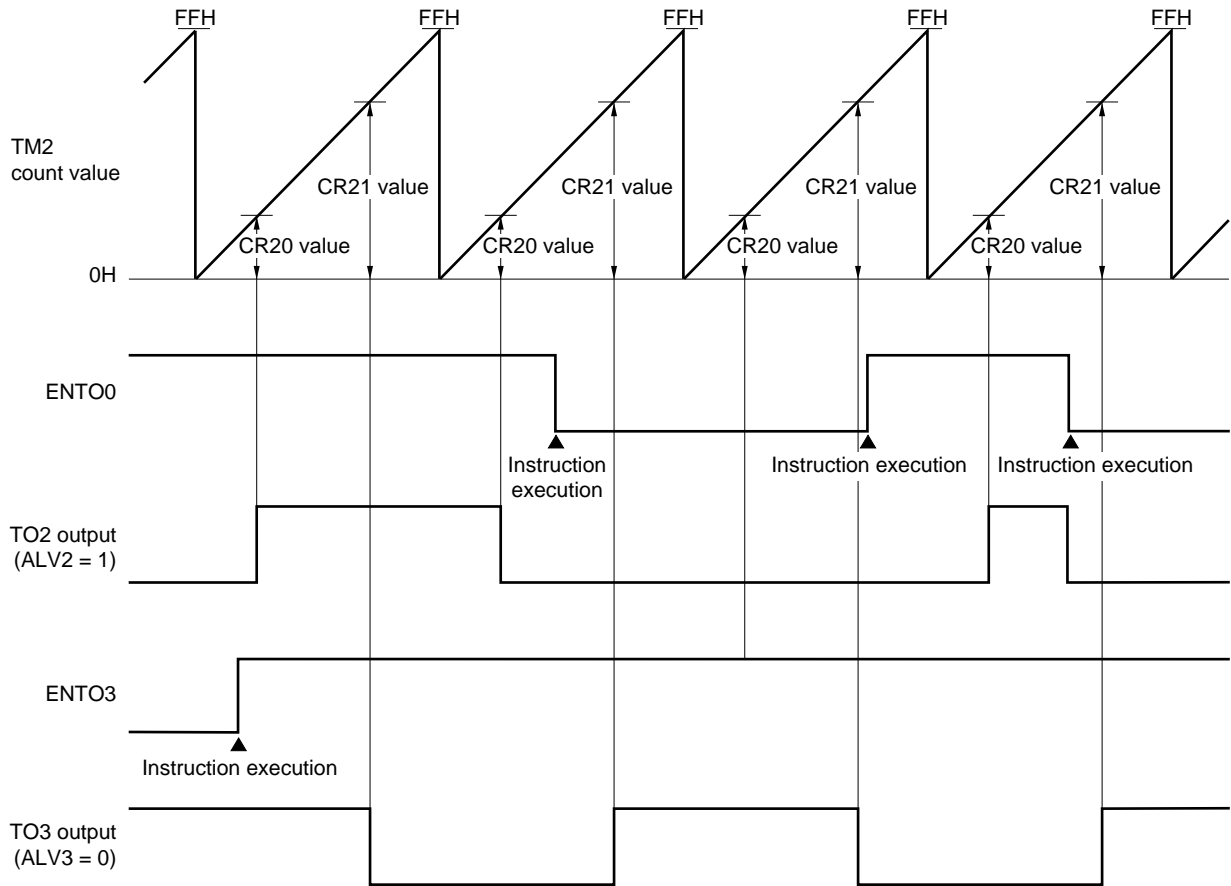 FFH
FFH
FFH
FFH
FFH
TM2
count value
CR21 value
CR21 value
CR21 value
CR21 value
CR20 value
CR20 value
CR20 value
CR20 value
0H
ENTO0
Instruction
execution
Instruction execution
Instruction execution
TO2 output
(ALV2 = 1)
ENTO3
Instruction execution
TO3 output
(ALV3 = 0)